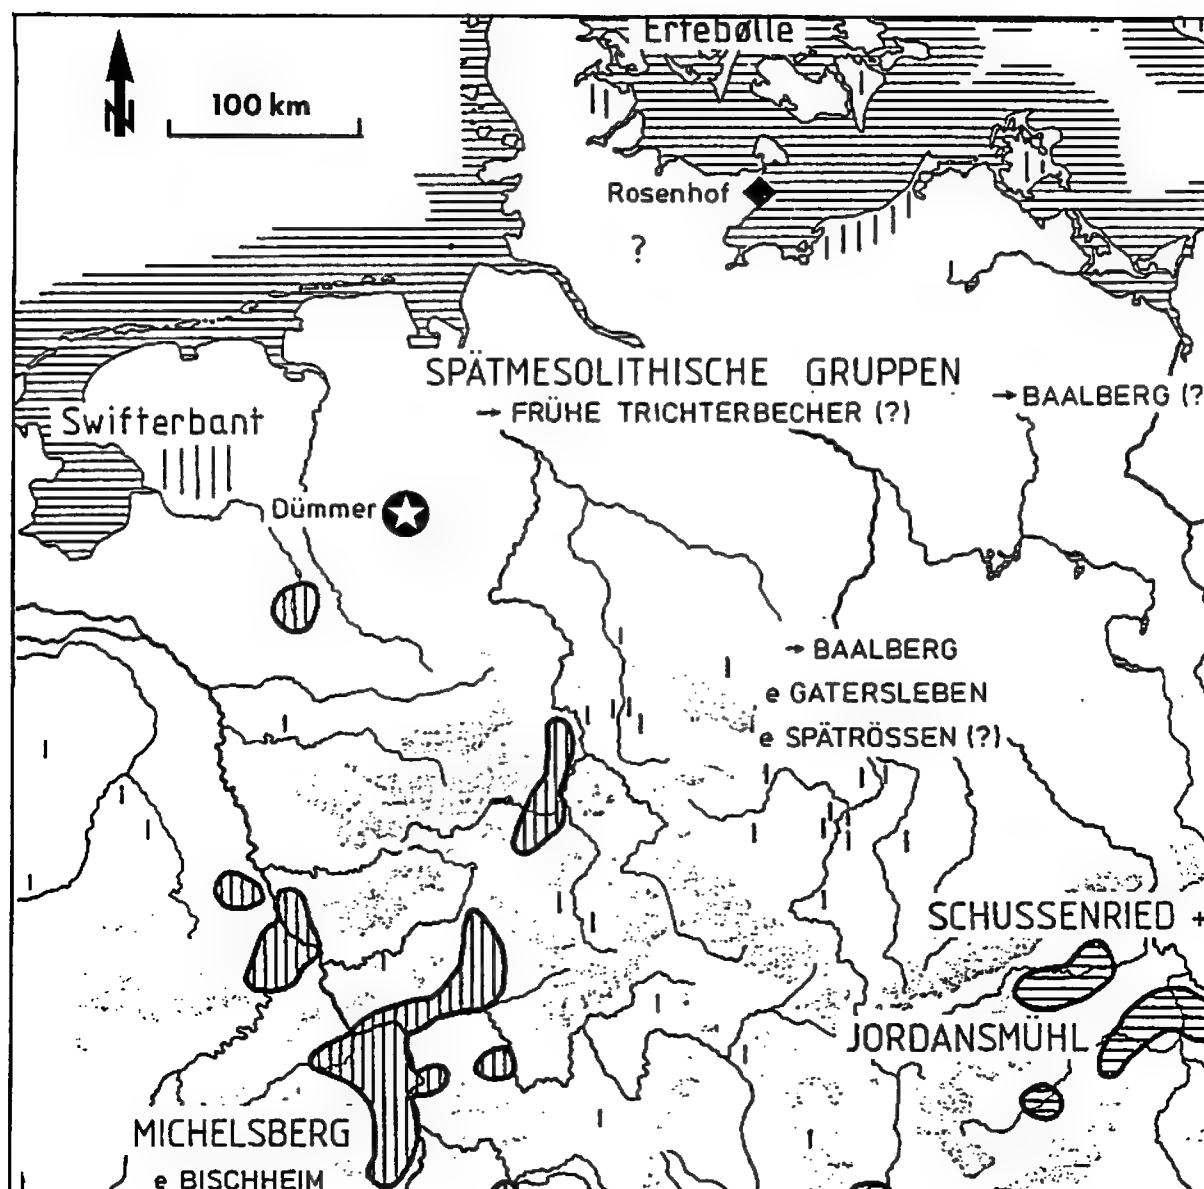 Ertebølle
N
100 km
Rosenhof
?
SPÄTMESOLITHISCHE GRUPPEN
→ FRÜHE TRICHTERBECHER (?)
→ BAALBERG (?
Swifterbant
Dümmer
→ BAALBERG
e GATERSLEBEN
e SPÄTRÖSSEN (?)
SCHUSSENRIED +
JORDANSMÜHL
MICHELSBERG
e BISCHHEIM